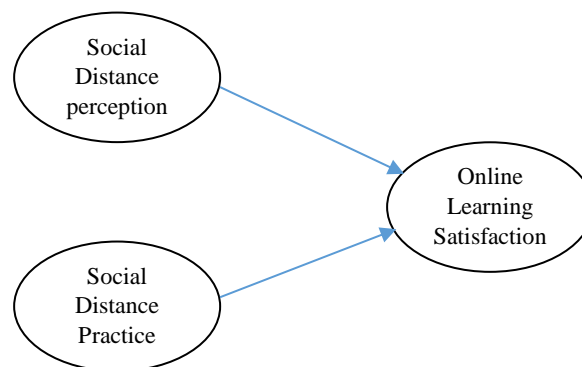 Social
Distance
perception
Online
Learning
Satisfaction
Social
Distance
Practice